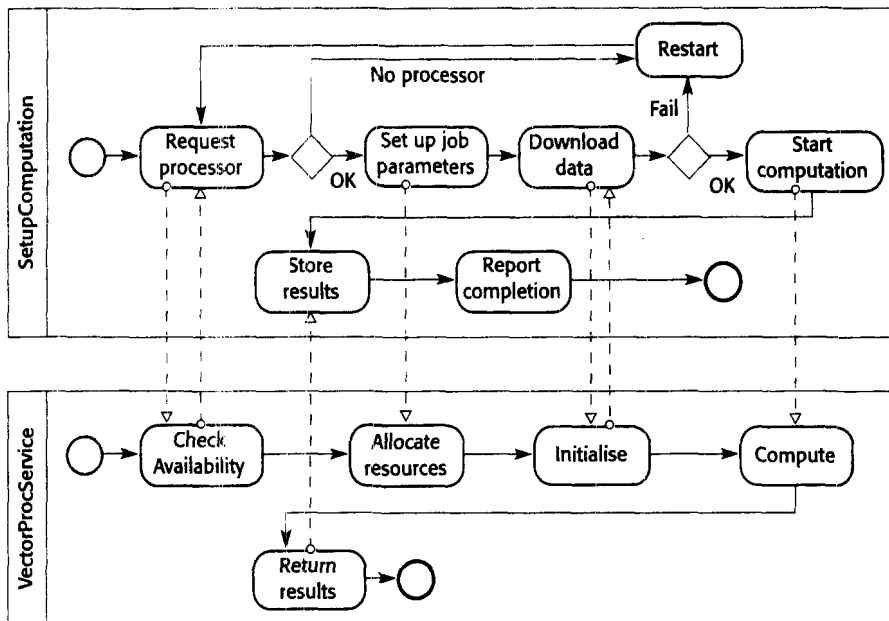 SetupComputation
Restart
No processor
Fail
Request
processor
OK
Set up job
parameters
Download
data
OK
Start
computation
Store
results
Report
completion
VectorProcService
Check
Availability
Allocate
resources
Initialise
Compute
Return
results